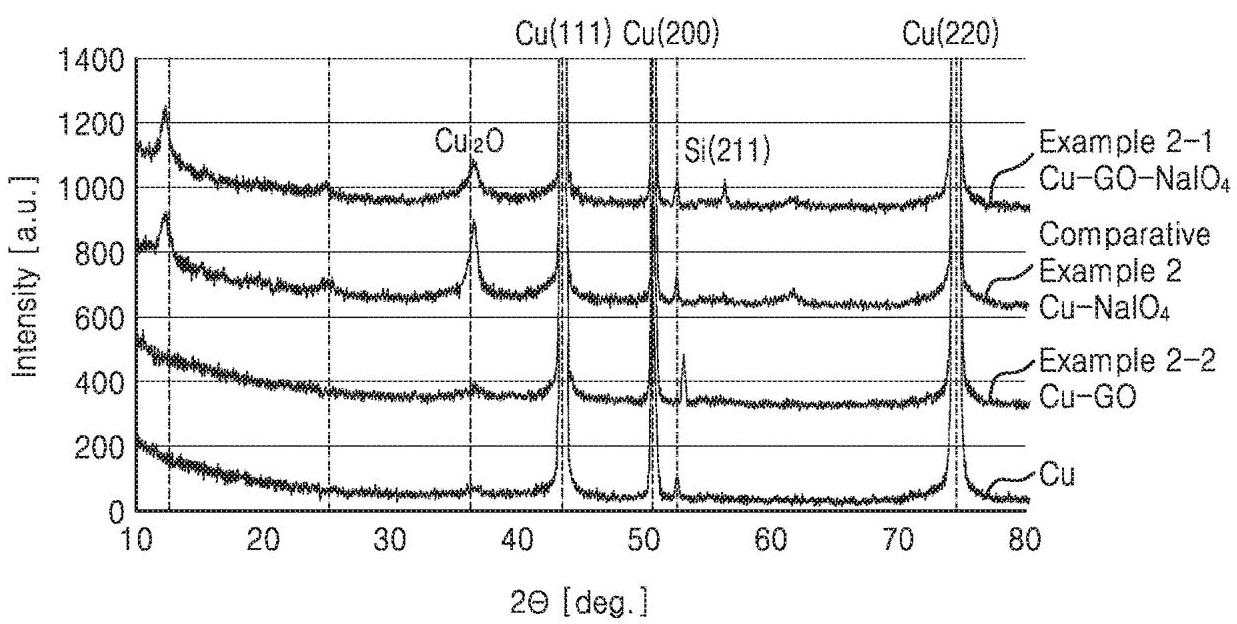 Cu(111) Cu(200) Cu(220)
1400
1200
1000
800
600
400
200
0
Intensity [a.u.]
Cu₂O
Si(211)
Example 2-1
Cu-GO-NaIO₄
Comparative
Example 2
Cu-NaIO₄
Example 2-2
Cu-GO
Cu
10 20 30 40 50 60 70 80
2Θ [deg.]